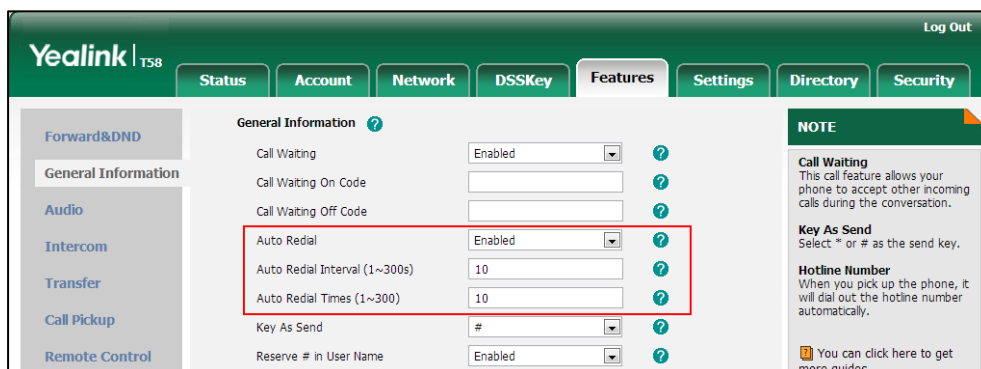 Log Out
Yealink T58
Status Account Network DSSKey Features Settings Directory Security
Forward&DND
General Information
Audio
Intercom
Transfer
Call Pickup
Remote Control
General Information ?
Call Waiting Enabled ?
Call Waiting On Code ?
Call Waiting Off Code ?
Auto Redial Enabled ?
Auto Redial Interval (1~300s) 10 ?
Auto Redial Times (1~300) 10 ?
Key As Send # ?
Reserve # in User Name Enabled ?
NOTE
Call Waiting
This call feature allows your
phone to accept other incoming
calls during the conversation.
Key As Send
Select * or # as the send key.
Hotline Number
When you pick up the phone, it
will dial out the hotline number
automatically.
? You can click here to get
more guides